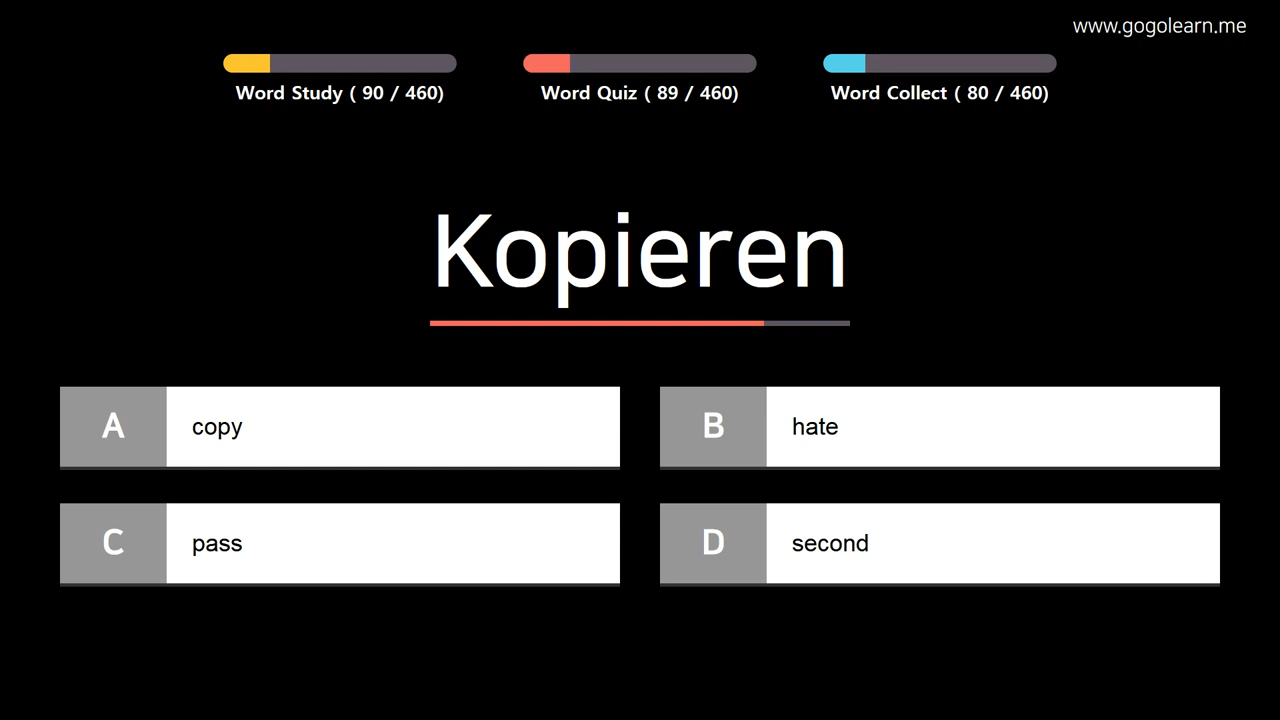 www.gogolearn.me
Word Study ( 90 / 460)
Word Quiz ( 89 / 460)
Word Collect ( 80 / 460)
Kopieren
A copy
B hate
C pass
D second